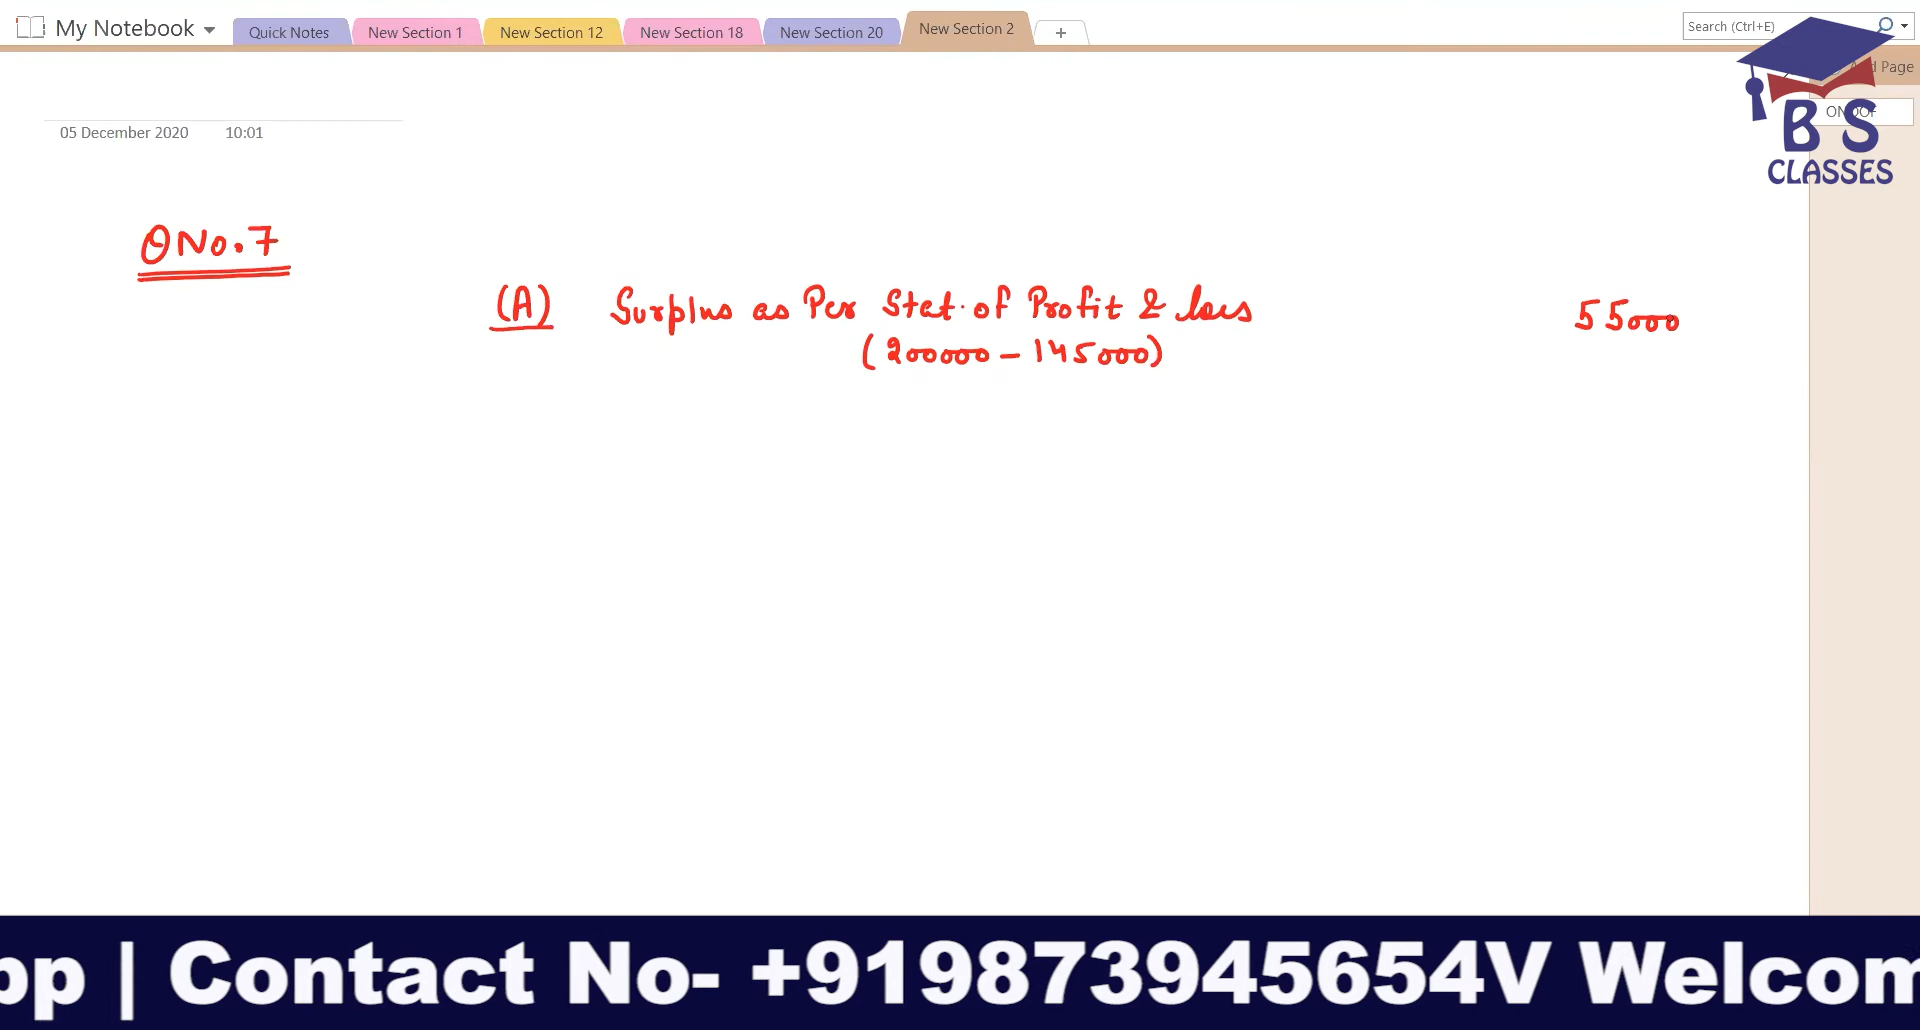 My Notebook
Quick Notes
New Section 1
New Section 12
New Section 18
New Section 20
New Section 2
+
Search (Ctrl+E)
Page
05 December 2020 10:01
B S
CLASSES
QNo.7
(A) Surplus as Per Stat. of Profit & loss 55000
(200000 - 145000)
pp | Contact No- +919873945654V Welcom